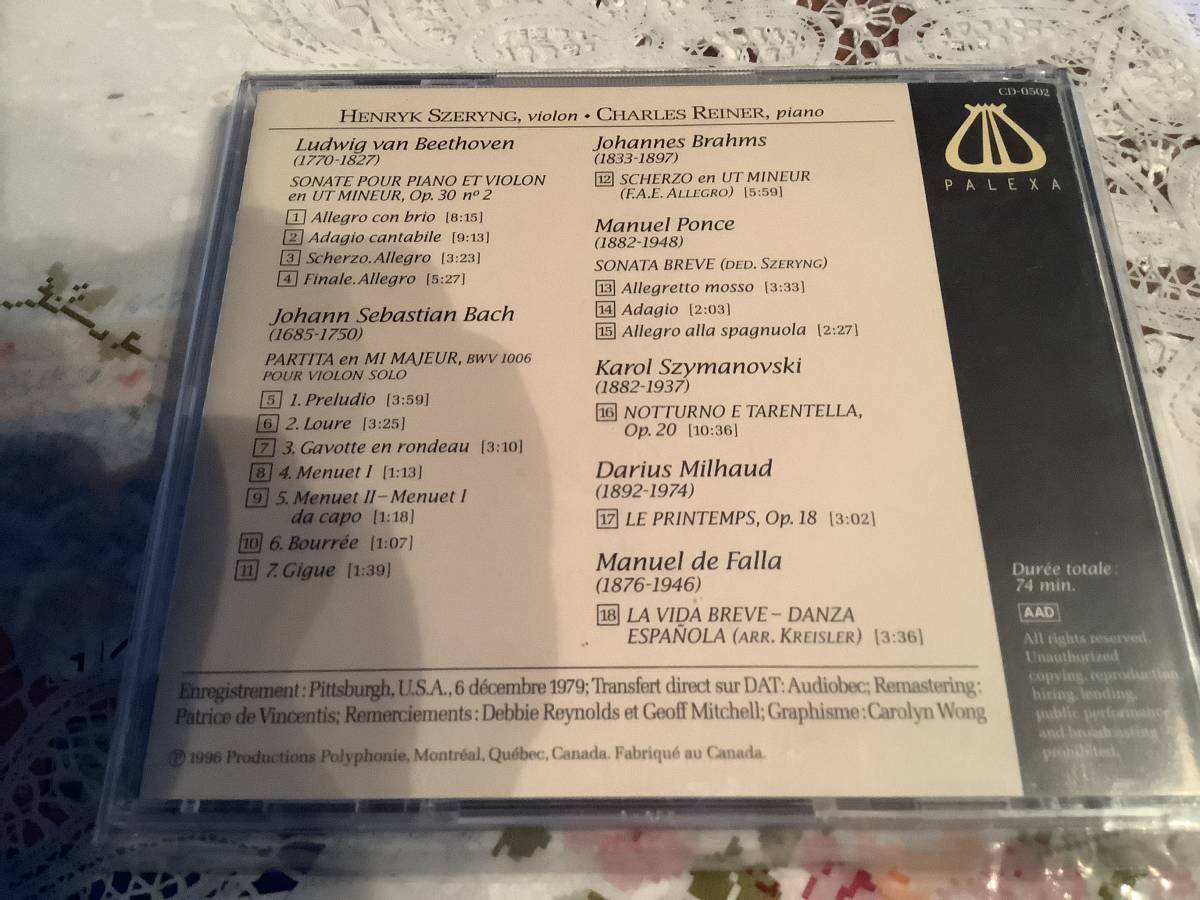 HENRYK SZERYNG, violon • CHARLES REINER, piano
Ludwig van Beethoven
(1770-1827)
SONATE POUR PIANO ET VIOLON
en UT MINEUR, Op. 30 nº 2
1 Allegro con brio [8:15]
2 Adagio cantabile [9:13]
3 Scherzo. Allegro [3:23]
4 Finale. Allegro [5:27]
Johann Sebastian Bach
(1685-1750)
PARTITA en MI MAJEUR, BWV 1006
POUR VIOLON SOLO
5 1. Preludio [3:59]
6 2. Loure [3:25]
7 3. Gavotte en rondeau [3:10]
8 4. Menuet I [1:13]
9 5. Menuet II – Menuet I
da capo [1:18]
10 6. Bourrée [1:07]
11 7. Gigue [1:39]
Johannes Brahms
(1833-1897)
12 SCHERZO en UT MINEUR
(F.A.E. ALLEGRO) [5:59]
Manuel Ponce
(1882-1948)
SONATA BREVE (DED. SZERYNG)
13 Allegretto mosso [3:33]
14 Adagio [2:03]
15 Allegro alla spagnuola [2:27]
Karol Szymanovski
(1882-1937)
16 NOTTURNO E TARENTELLA,
Op. 20 [10:36]
Darius Milhaud
(1892-1974)
17 LE PRINTEMPS, Op. 18 [3:02]
Manuel de Falla
(1876-1946)
18 LA VIDA BREVE – DANZA
ESPAÑOLA (ARR. KREISLER) [3:36]
Enregistrement : Pittsburgh, U.S.A., 6 décembre 1979; Transfert direct sur DAT: Audiobec; Remastering:
Patrice de Vincentis; Remerciements : Debbie Reynolds et Geoff Mitchell; Graphisme : Carolyn Wong
℗ 1996 Productions Polyphonie, Montréal, Québec, Canada. Fabriqué au Canada.
CD-0502
PALEXA
Durée totale :
74 min.
AAD
All rights reserved.
Unauthorized
copying, reproduction,
hiring, lending,
public performance
and broadcasting
prohibited.